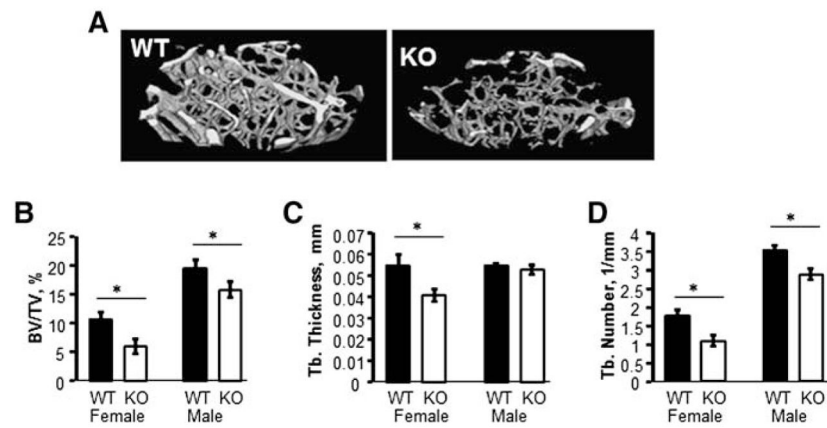 A
WT
KO
B
BV/TV, %
25
20
15
10
5
0
*
*
WT KO WT KO
Female Male
C
Tb. Thickness, mm
0.07
0.06
0.05
0.04
0.03
0.02
0.01
0
*
WT KO WT KO
Female Male
D
Tb. Number, 1/mm
4
3.5
3
2.5
2
1.5
1
0.5
0
*
*
WT KO WT KO
Female Male